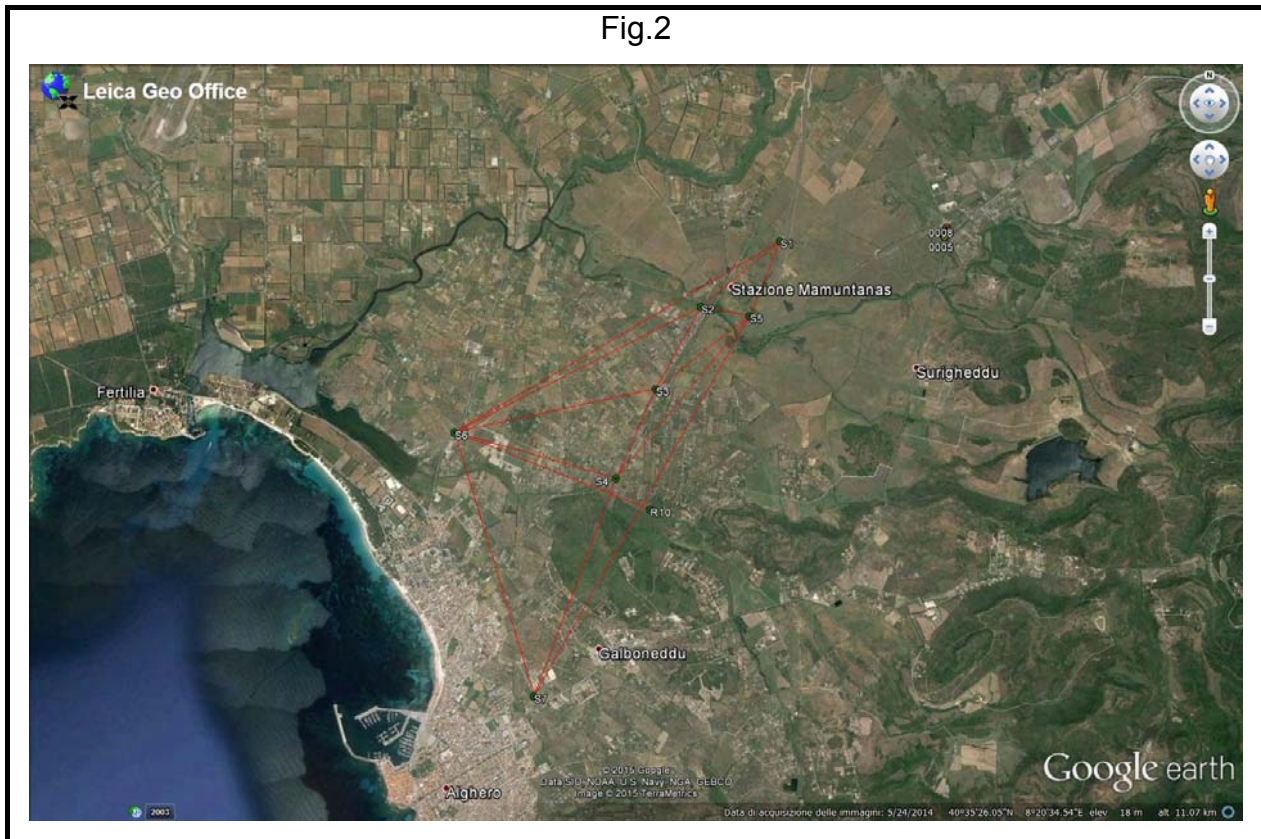 Fig.2
Leica Geo Office
N
S1
0008
0005
Stazione Mamuntanas
S2
S5
Surigheddu
Fertilia
S3
S6
S4
R10
Galboneddu
S7
Alghero
© 2015 Google
Data SIO, NOAA, U.S. Navy, NGA, GEBCO
Image © 2015 TerraMetrics
Google earth
2003
Data di acquisizione delle immagini: 5/24/2014 40°35'26.05"N 8°20'34.54"E elev 18 m alt 11.07 km